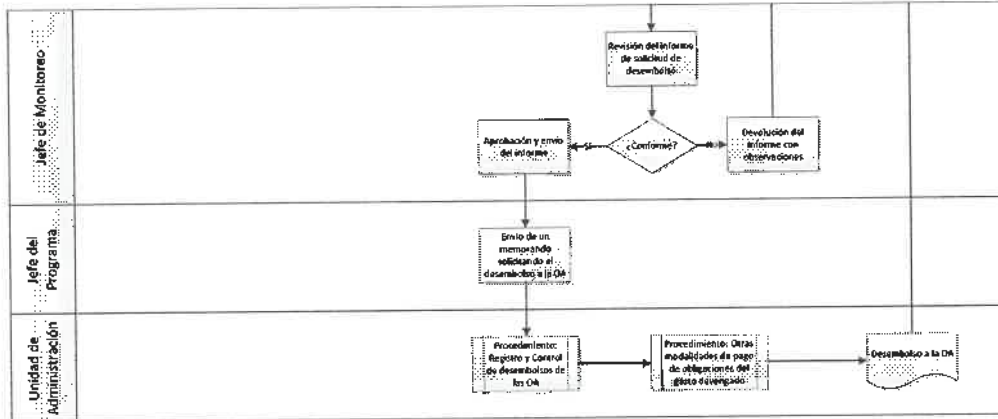 Jefe de Monitoreo
Revisión del informe
de solicitud de
desembolso
Aprobación y envío
del informe
Si
¿Conforme?
Devolución del
informe con
observaciones
Jefe del
Programa
Envío de un
memorando
solicitando el
desembolso a la OA
Unidad de
Administración
Procedimiento:
Registro y Control
de desembolsos de
las OA
Procedimiento: Otras
modalidades de pago
de obligaciones del
gasto devengado
Desembolso a la OA